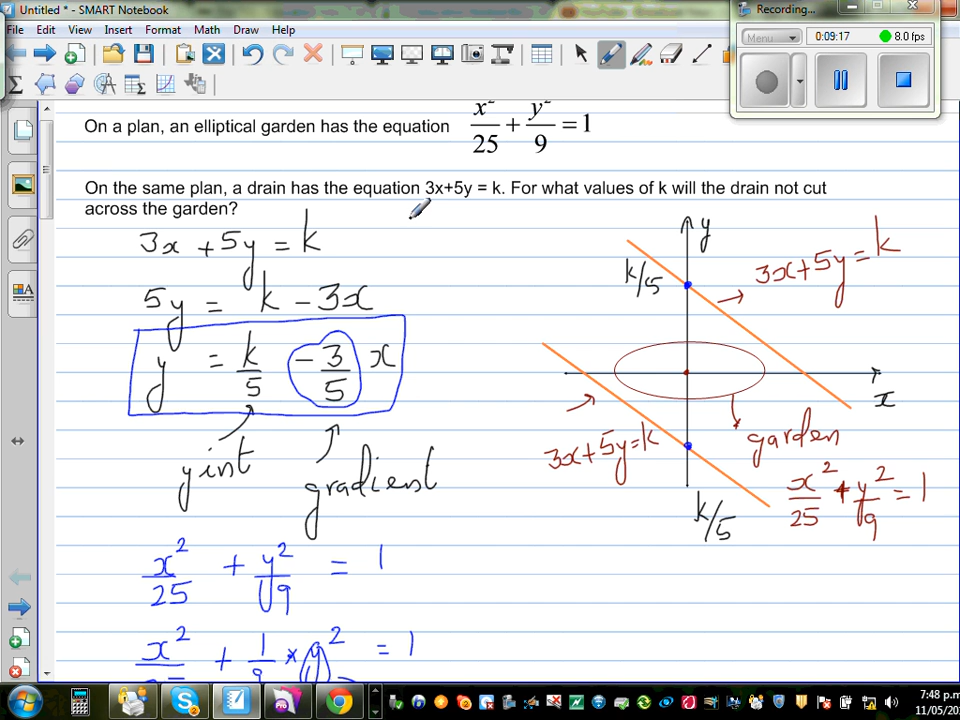 Untitled * - SMART Notebook
File Edit View Insert Format Math Draw Help
Recording...
Menu
0:09:17
8.0 fps
On a plan, an elliptical garden has the equation x²/25 + y²/9 = 1
On the same plan, a drain has the equation 3x+5y = k. For what values of k will the drain not cut
across the garden?
3x + 5y = k
5y = k - 3x
y = k/5 - 3/5 x
y int
gradient
x²/25 + y²/9 = 1
+ 1/9 × y² = 1
y
k/5
3x+5y=k
x
garden
3x+5y=k
x²/25 + y²/9 = 1
k/5
7:48 p.m
11/05/20